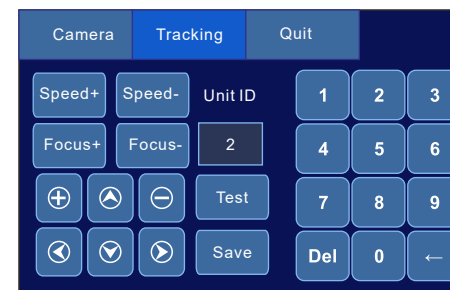 Camera Tracking Quit
Speed+ Speed- Unit ID 1 2 3
Focus+ Focus- 2 4 5 6
Test 7 8 9
Save Del 0 ←